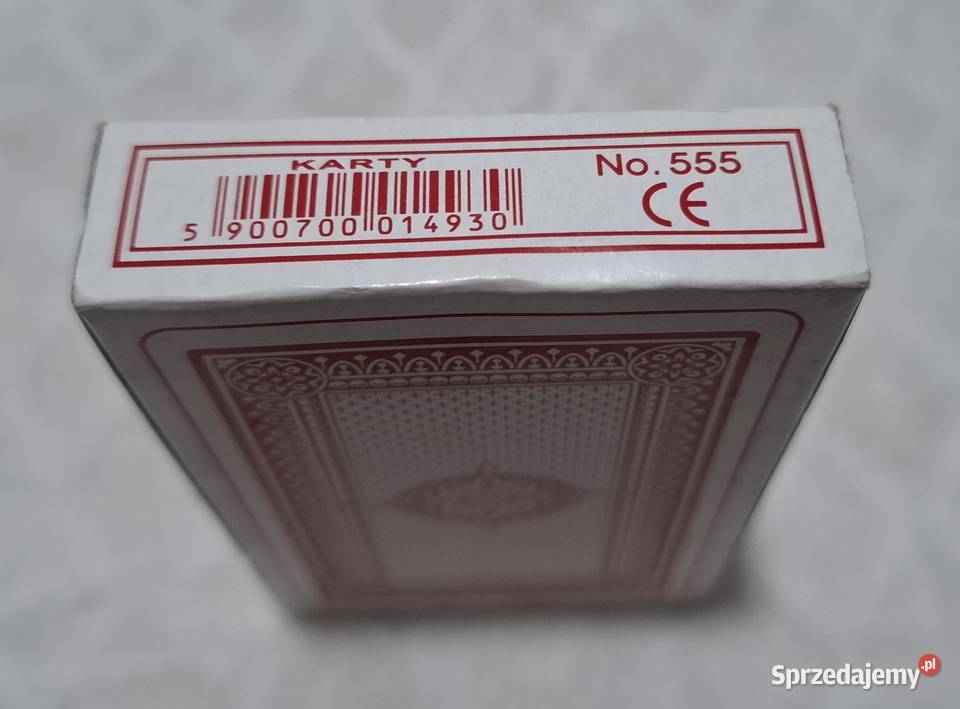 KARTY
5 900700 014930
No. 555
CE
Sprzedajemy.pl